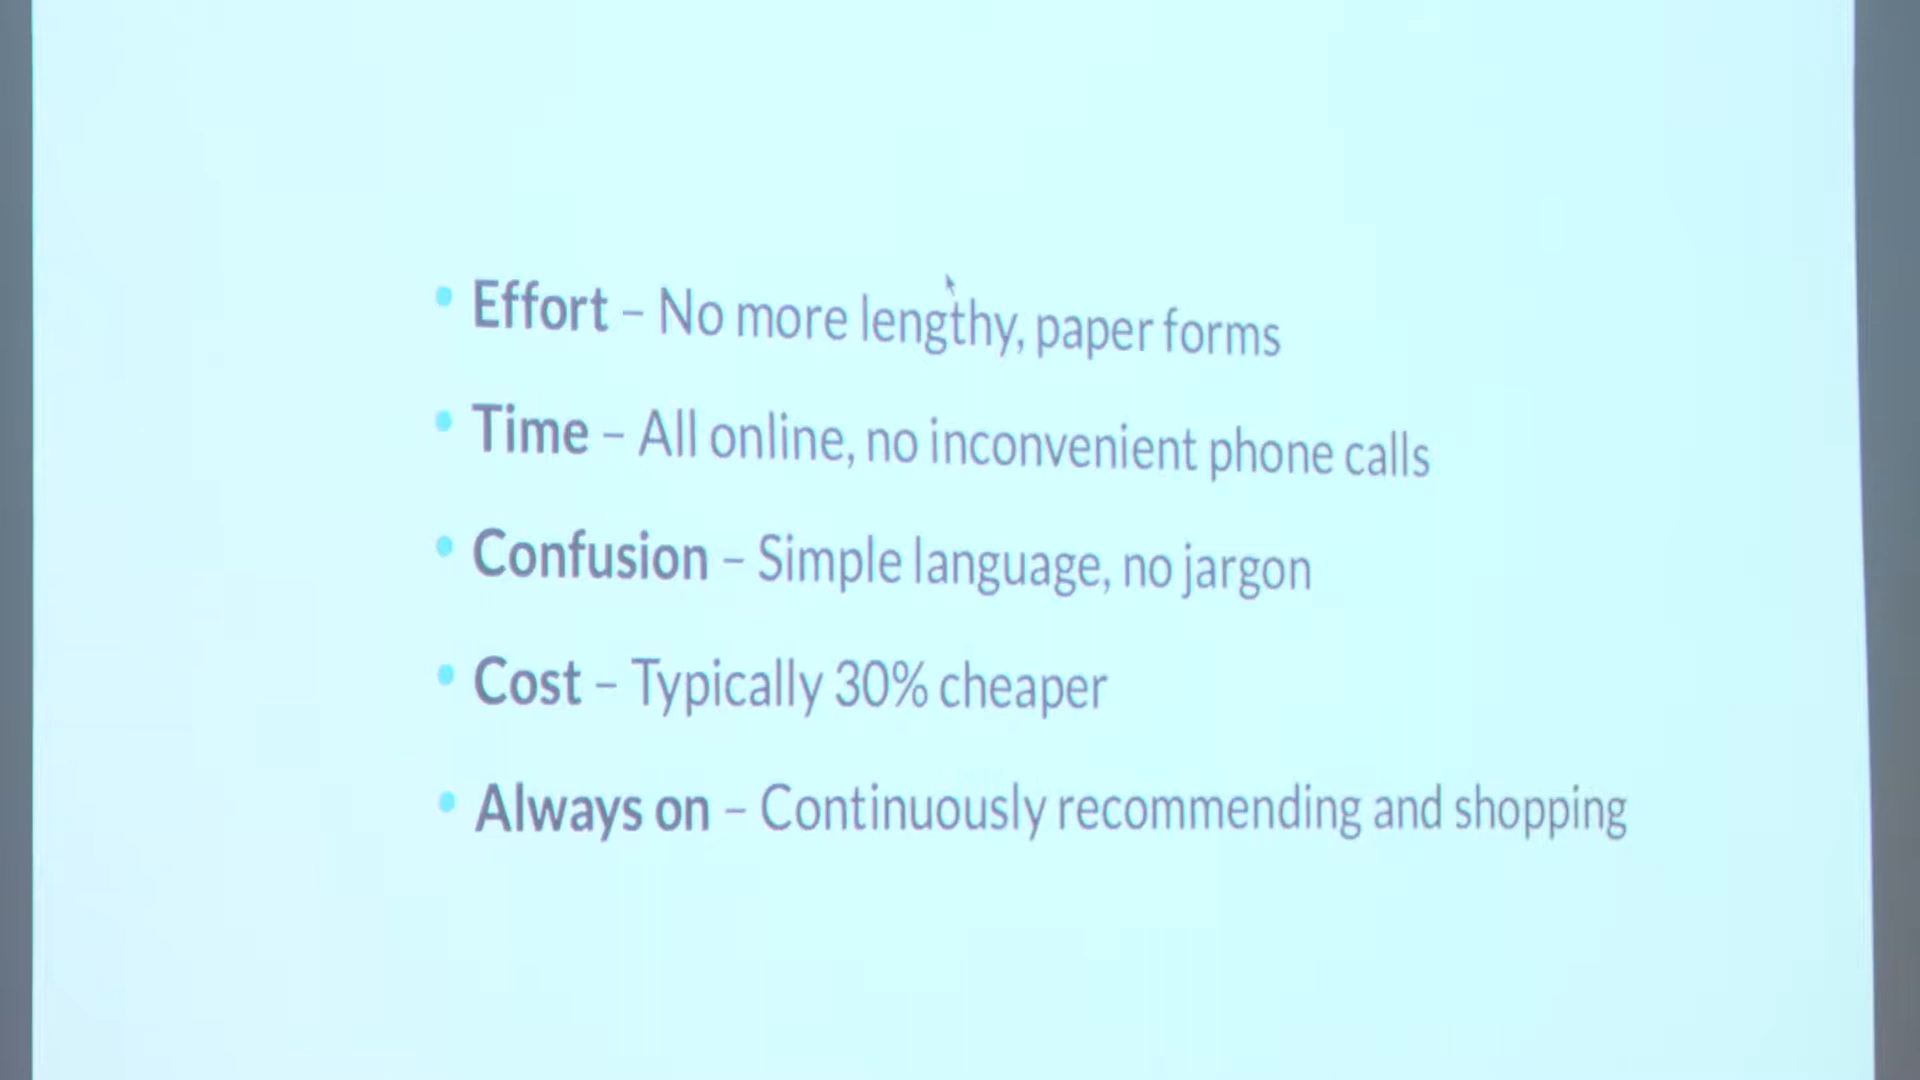 • Effort – No more lengthy, paper forms
• Time – All online, no inconvenient phone calls
• Confusion – Simple language, no jargon
• Cost – Typically 30% cheaper
• Always on – Continuously recommending and shopping